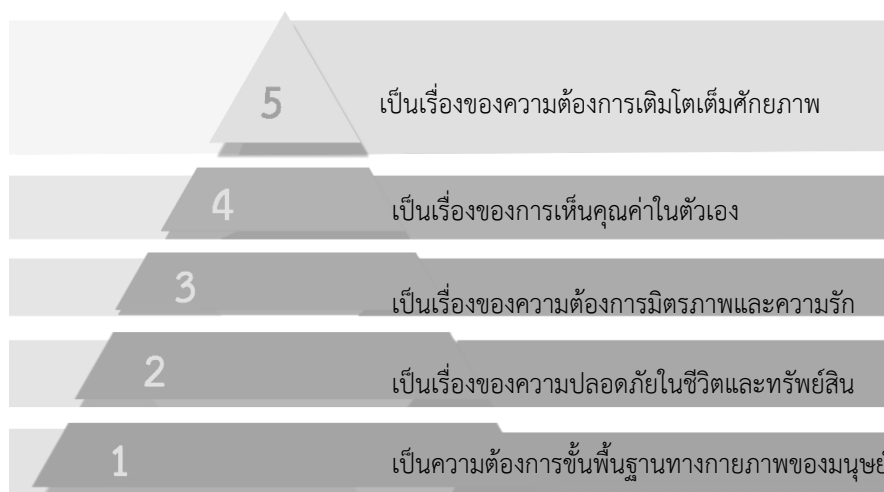 5
เป็นเรื่องของความต้องการเติมโตเต็มศักยภาพ
4
เป็นเรื่องของการเห็นคุณค่าในตัวเอง
3
เป็นเรื่องของความต้องการมิตรภาพและความรัก
2
เป็นเรื่องของความปลอดภัยในชีวิตและทรัพย์สิน
1
เป็นความต้องการขั้นพื้นฐานทางกายภาพของมนุษย์